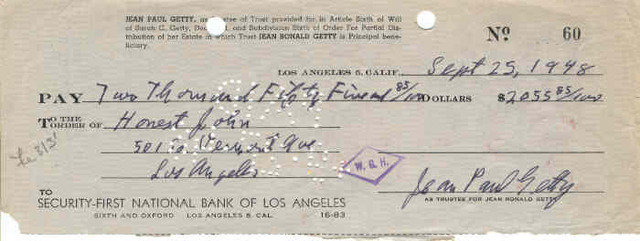 JEAN PAUL GETTY, as Trustee of Trust provided for in Article Sixth of Will
of Sarah C. Getty, Deceased, and Subdivision Sixth of Order For Partial Dis-
tribution of her Estate in which Trust JEAN RONALD GETTY is Principal bene-
ficiary.
No 60
LOS ANGELES 5, CALIF. Sept 25, 1948
PAY Two Thousand Fifty Five and 85/100 DOLLARS $2055 85/100
TO THE
ORDER OF Honest John
501 So Vermont Ave
Los Angeles
W.G.H.
TO
SECURITY-FIRST NATIONAL BANK OF LOS ANGELES
SIXTH AND OXFORD LOS ANGELES 5, CAL.
16-83
Jean Paul Getty
AS TRUSTEE FOR JEAN RONALD GETTY